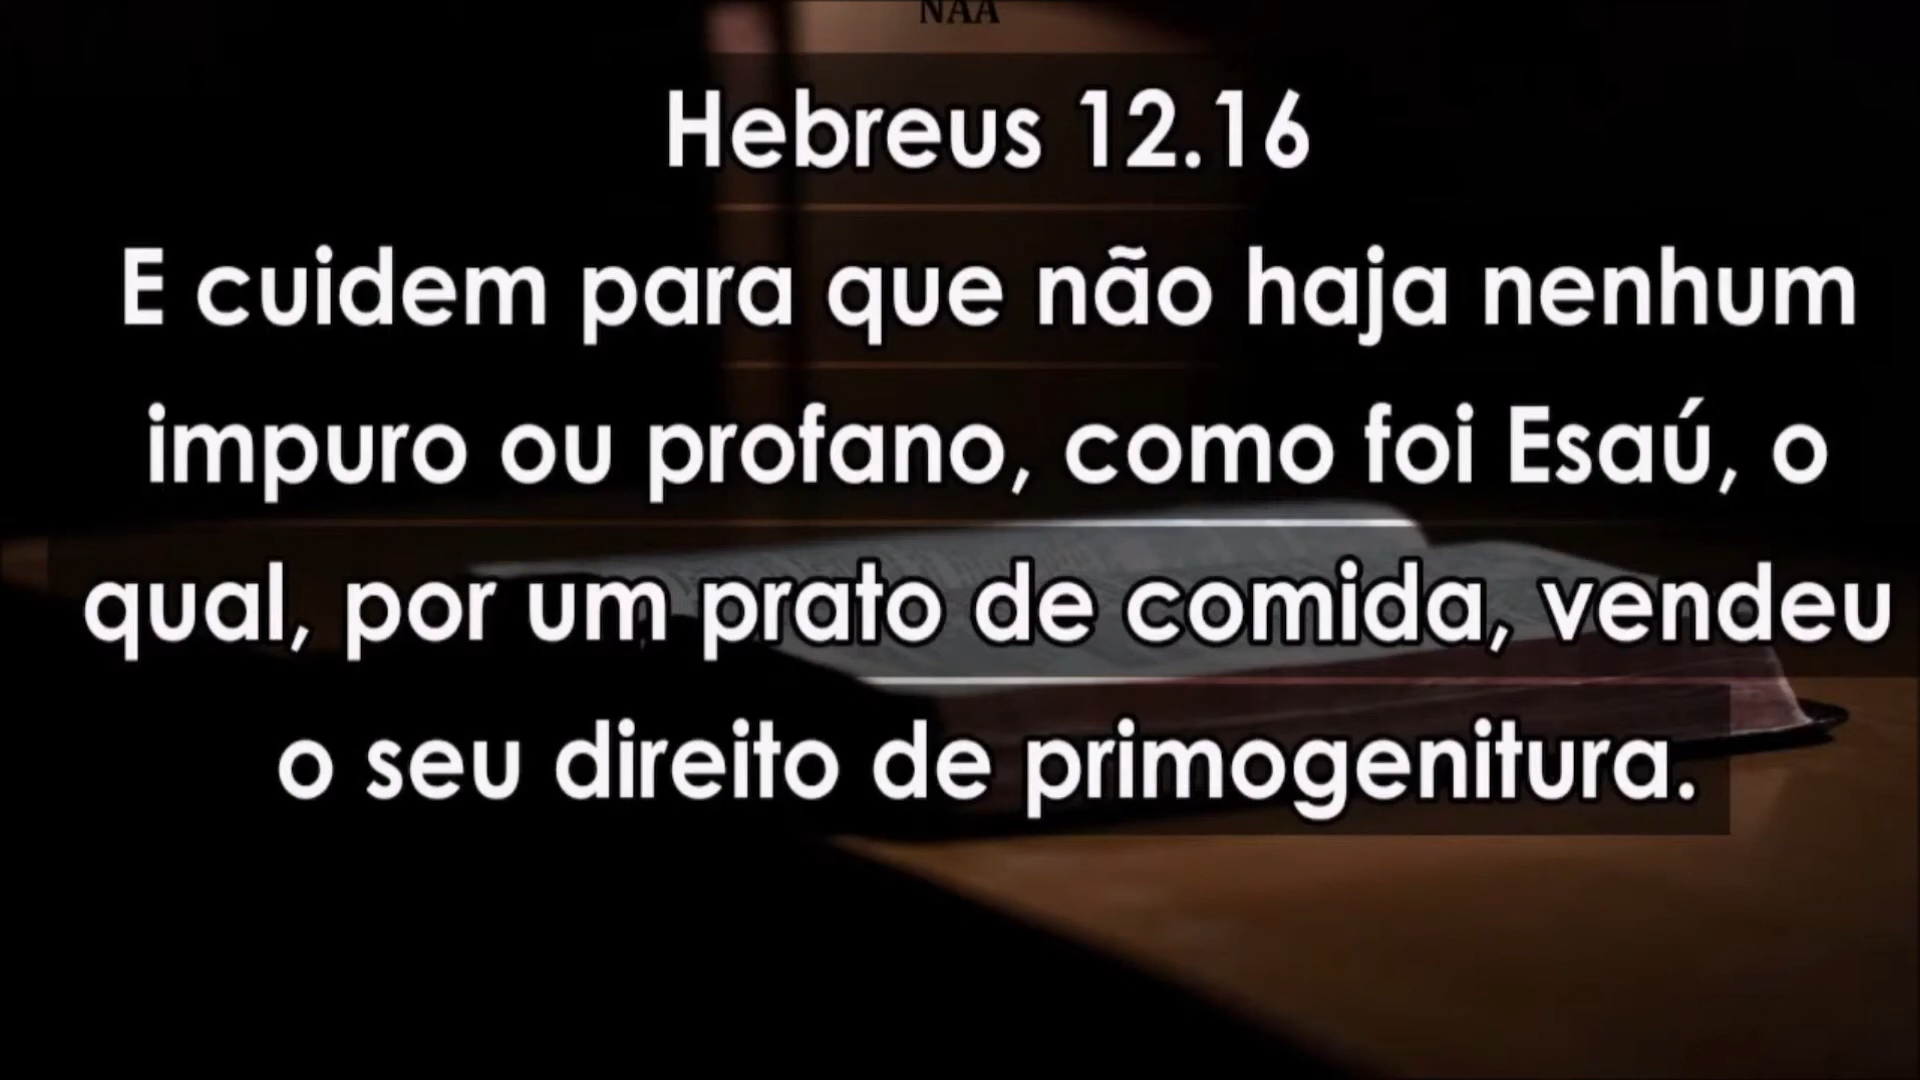 NAA
Hebreus 12.16
E cuidem para que não haja nenhum
impuro ou profano, como foi Esaú, o
qual, por um prato de comida, vendeu
o seu direito de primogenitura.